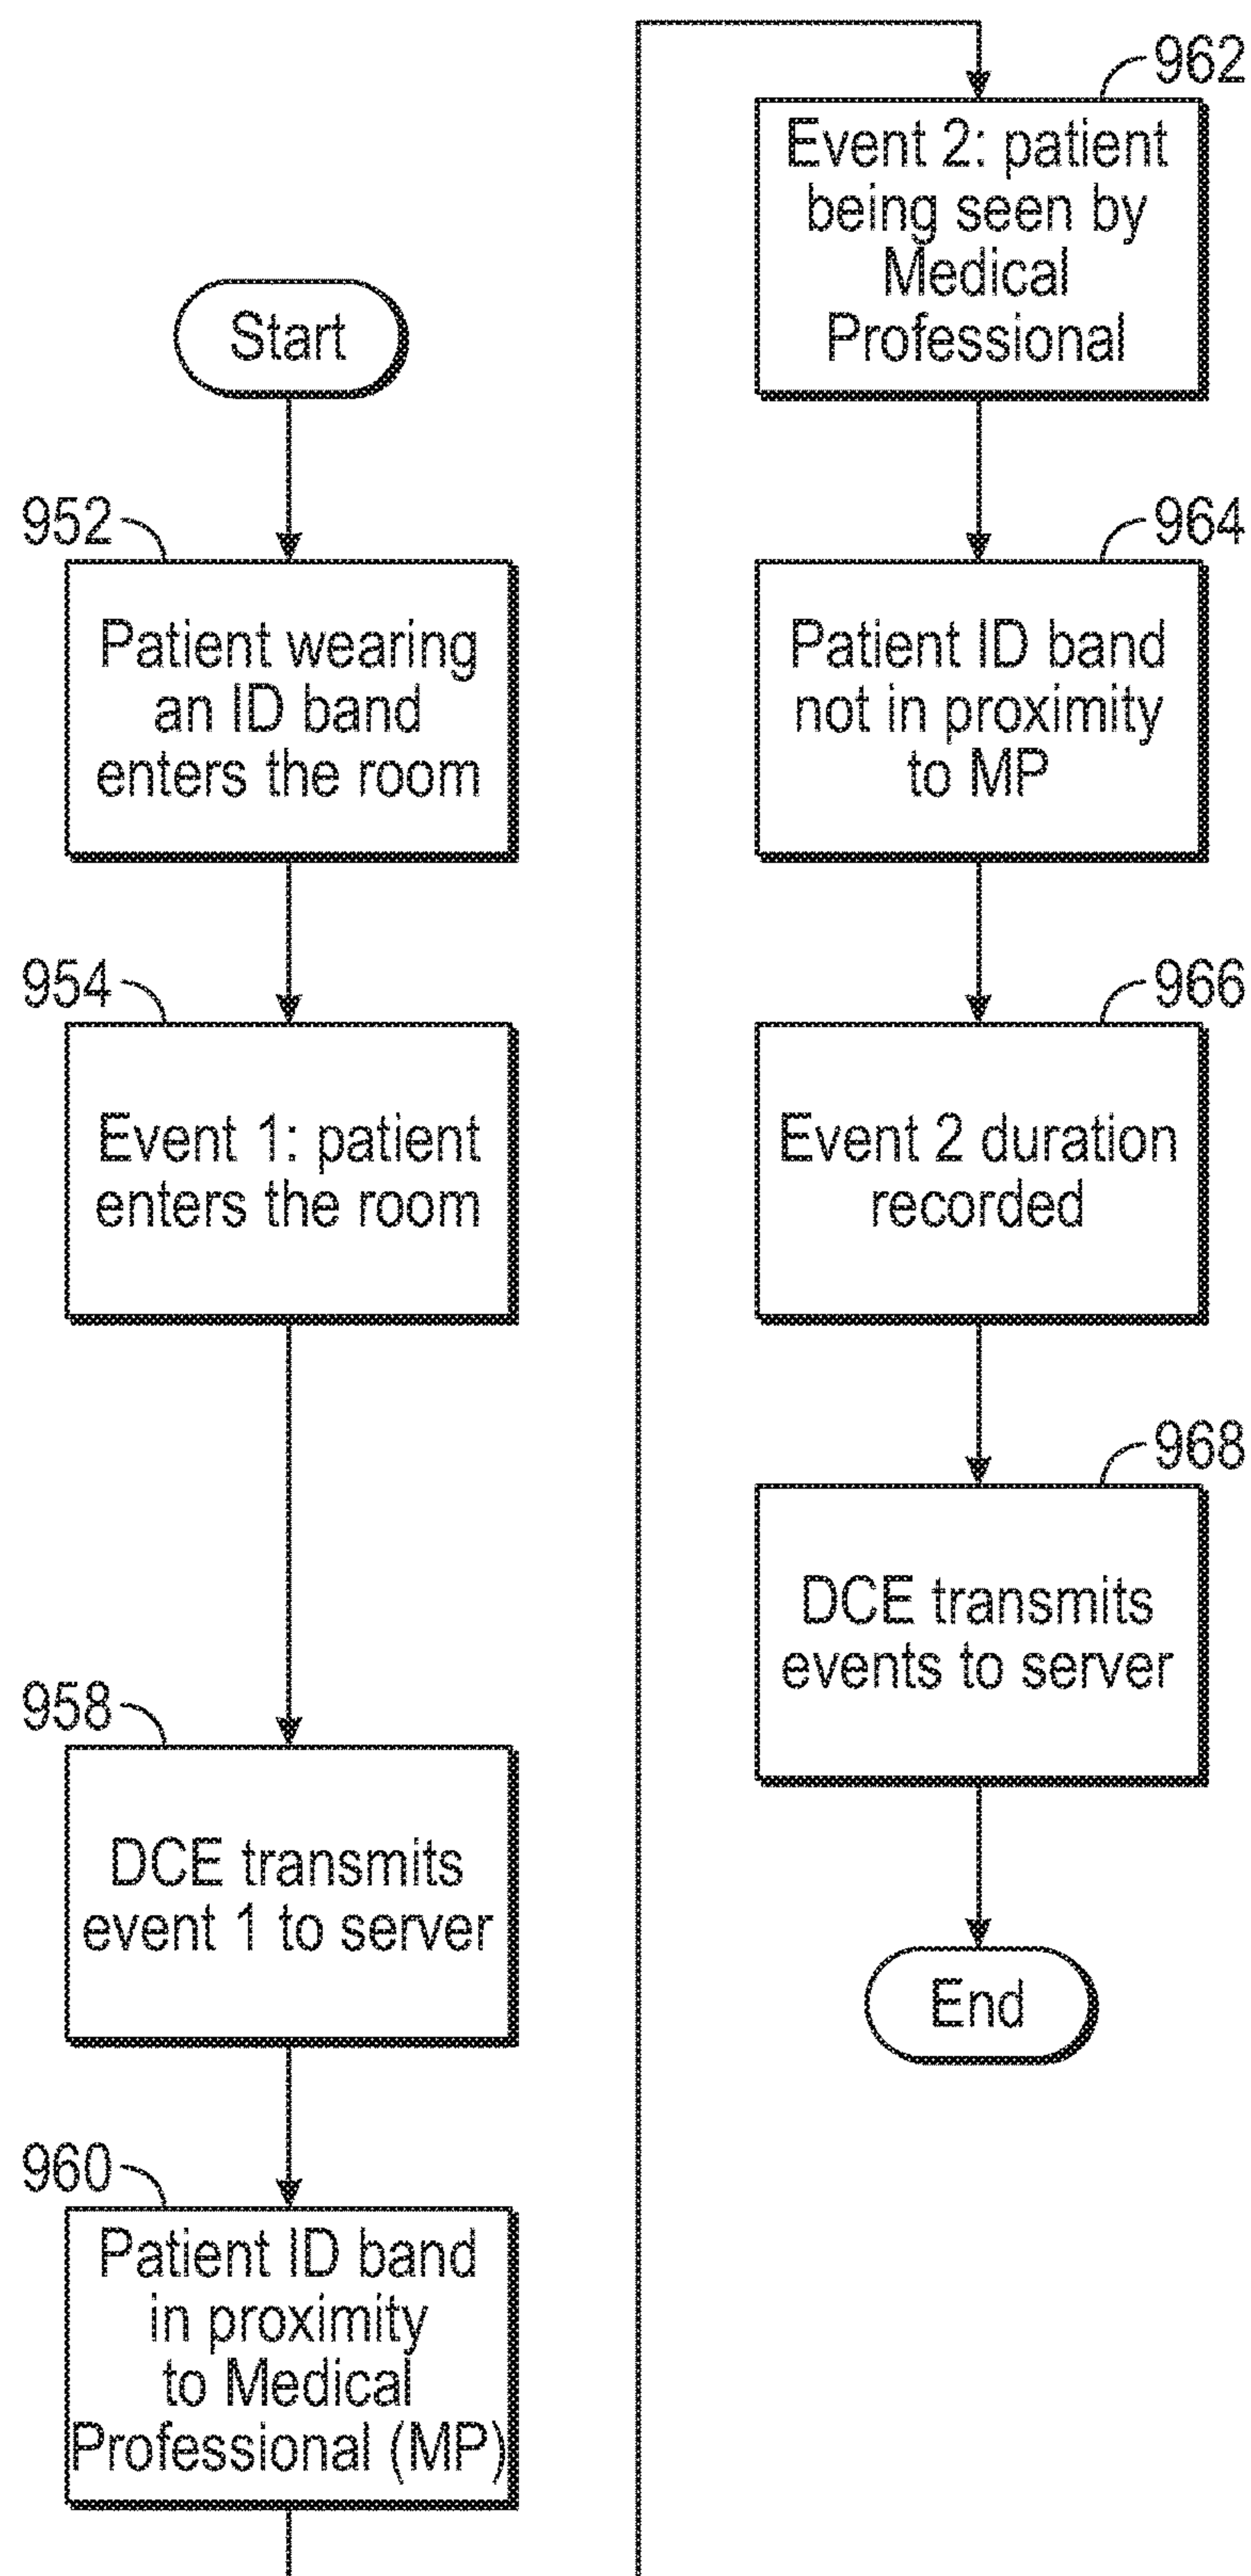 Start
952
Patient wearing
an ID band
enters the room
954
Event 1: patient
enters the room
958
DCE transmits
event 1 to server
960
Patient ID band
in proximity
to Medical
Professional (MP)
962
Event 2: patient
being seen by
Medical
Professional
964
Patient ID band
not in proximity
to MP
966
Event 2 duration
recorded
968
DCE transmits
events to server
End